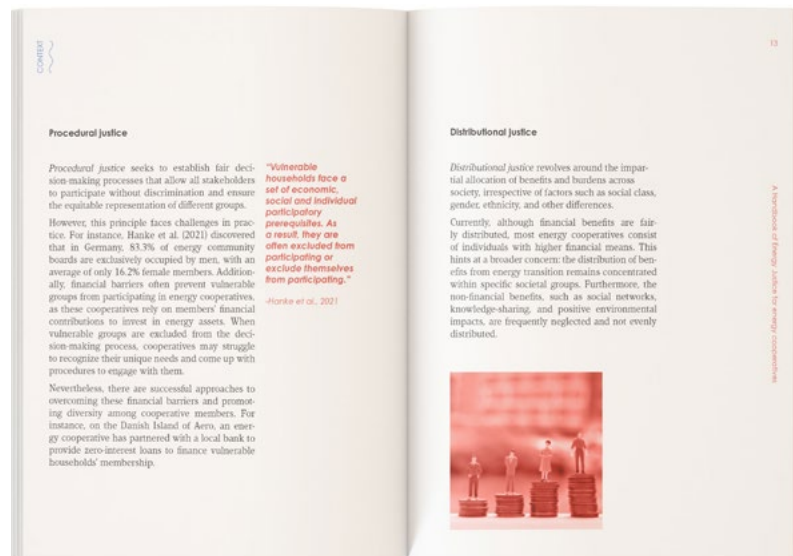 CONTEXT
Procedural justice
Procedural justice seeks to establish fair deci-
sion-making processes that allow all stakeholders
to participate without discrimination and ensure
the equitable representation of different groups.
However, this principle faces challenges in prac-
tice. For instance, Hanke et al. (2021) discovered
that in Germany, 83.3% of energy community
boards are exclusively occupied by men, with an
average of only 16.2% female members. Addition-
ally, financial barriers often prevent vulnerable
groups from participating in energy cooperatives,
as these cooperatives rely on members' financial
contributions to invest in energy assets. When
vulnerable groups are excluded from the deci-
sion-making process, cooperatives may struggle
to recognize their unique needs and come up with
procedures to engage with them.
Nevertheless, there are successful approaches to
overcoming these financial barriers and promot-
ing diversity among cooperative members. For
instance, on the Danish Island of Aero, an ener-
gy cooperative has partnered with a local bank to
provide zero-interest loans to finance vulnerable
households' membership.
"Vulnerable
households face a
set of economic,
social and individual
participatory
prerequisites. As
a result, they are
often excluded from
participating or
exclude themselves
from participating."
-Hanke et al., 2021
13
Distributional justice
Distributional justice revolves around the impar-
tial allocation of benefits and burdens across
society, irrespective of factors such as social class,
gender, ethnicity, and other differences.
Currently, although financial benefits are fair-
ly distributed, most energy cooperatives consist
of individuals with higher financial means. This
hints at a broader concern: the distribution of ben-
efits from energy transition remains concentrated
within specific societal groups. Furthermore, the
non-financial benefits, such as social networks,
knowledge-sharing, and positive environmental
impacts, are frequently neglected and not evenly
distributed.
A Handbook of Energy Justice for energy cooperatives